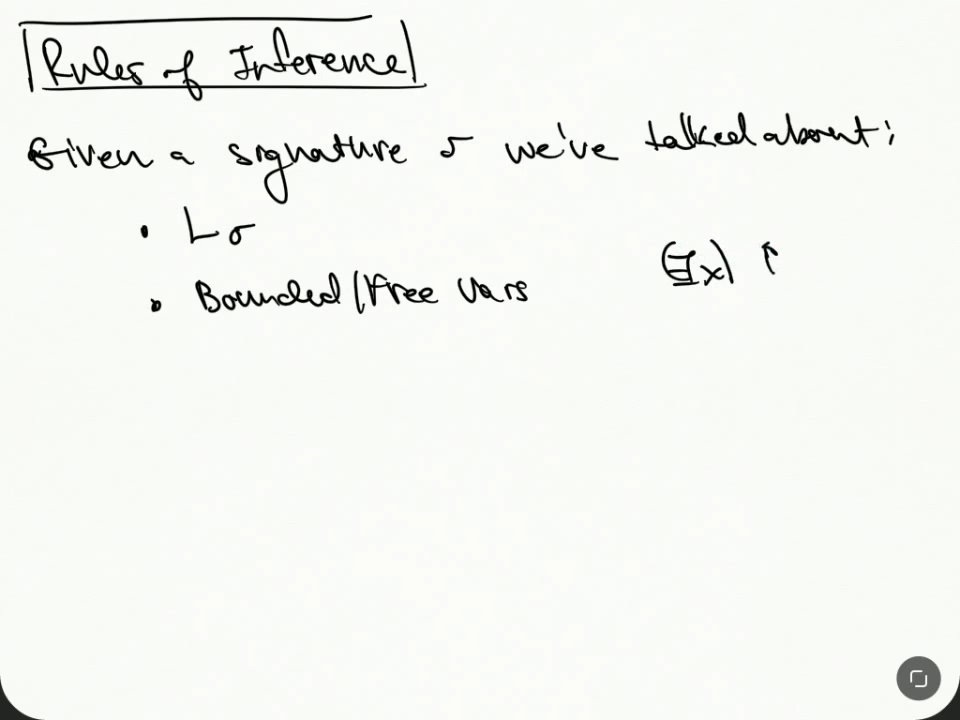 Rules of Inference
Given a signature σ we've talked about:
• Lσ
• Bounded/Free Vars (∃x)